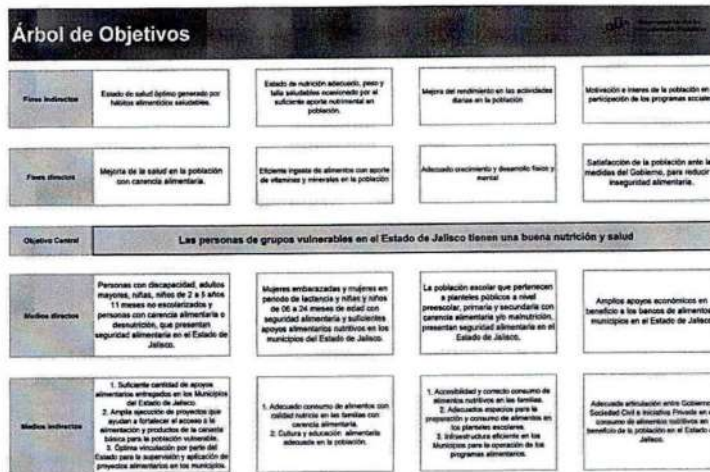 Árbol de Objetivos
Fines Indirectos
Estado de salud óptimo generado por
hábitos alimenticios saludables.
Estado de nutrición adecuado, peso y
talla saludables ocasionado por el
suficiente aporte nutrimental en
población.
Mejora del rendimiento en las actividades
diarias en la población
Motivación e interes de la población en
participación de los programas sociales
Fines directos
Mejoria de la salud en la población
con carencia alimentaria.
Eficiente ingesta de alimentos con aporte
de vitamines y minerales en la población
Adecuado crecimiento y desarrollo fisico y
mental
Satisfacción de la población ante la
medidas del Gobierno, para reducir
inseguridad alimentaria.
Objetivo Central
Las personas de grupos vulnerables en el Estado de Jalisco tienen una buena nutrición y salud
Medios directos
Personas con discapacidad, adultos
mayores, niñas, niños de 2 a 5 años
11 meses no escolarizados y
personas con carencia alimentaria o
desnutrición, que presentan
seguridad alimentaria en el Estado de
Jalisco.
Mujeres embarazadas y mujeres en
periodo de lactancia y niñas y niños
de 06 a 24 meses de edad con
seguridad alimentaria y suficientes
apoyos alimentarios nutritivos en los
municipios del Estado de Jalisco.
La población escolar que pertenecen
a planteles públicos a nivel
preescolar, primaria y secundaria con
carencia alimentaria y/o malnutrición,
presentan seguridad alimentaria en el
Estado de Jalisco.
Amplios apoyos económicos en
beneficio a los bancos de alimentos
municipios en el Estado de Jalisco
Medios indirectos
1. Suficiente cantidad de apoyos
alimentarios entregados en los Municipios
del Estado de Jalisco.
2. Amplia ejecución de proyectos que
ayudan a fortalecer el acceso a la
alimentación y productos de la canasta
básica para la población vulnerable.
3. Óptima vinculación por parte del
Estado para la supervisión y aplicación de
proyectos alimentarios en los municipios.
1. Adecuado consumo de alimentos con
calidad nutricia en las familias con
carencia alimentaria.
2. Cultura y educación alimentaria
adecuada en la población.
1. Accesibilidad y correcto consumo de
alimentos nutritivos en las familias.
2. Adecuados espacios para la
preparación y consumo de alimentos en
los planteles escolares.
3. Infraestructura eficiente en los
Municipios para la operación de los
programas alimentarios.
Adecuada articulación entre Gobierno
Sociedad Civil e Iniciativa Privada en e
consumo de alimentos nutritivos en
beneficio de la población en el Estado d
Jalisco.